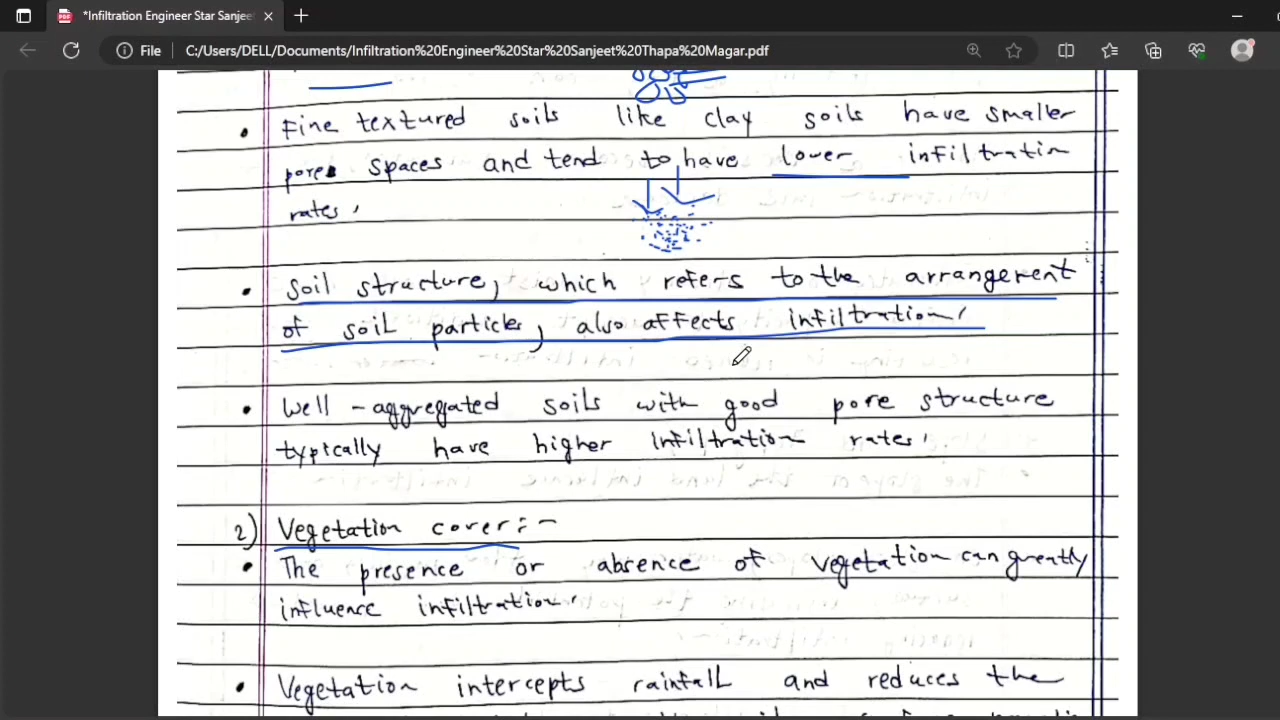 *Infiltration Engineer Star Sanjee
File
C:/Users/DELL/Documents/Infiltration%20Engineer%20Star%20Sanjeet%20Thapa%20Magar.pdf
• Fine textured soils like clay soils have smaller
pores spaces and tend to have lower infiltratin
rates,
• Soil structure, which refers to the arrangement
of soil particles, also affects infiltration,
• Well-aggregated soils with good pore structure
typically have higher infiltration rates,
2) Vegetation cover:-
• The presence or absence of vegetation can greatly
influence infiltration,
• Vegetation intercepts rainfall and reduces the